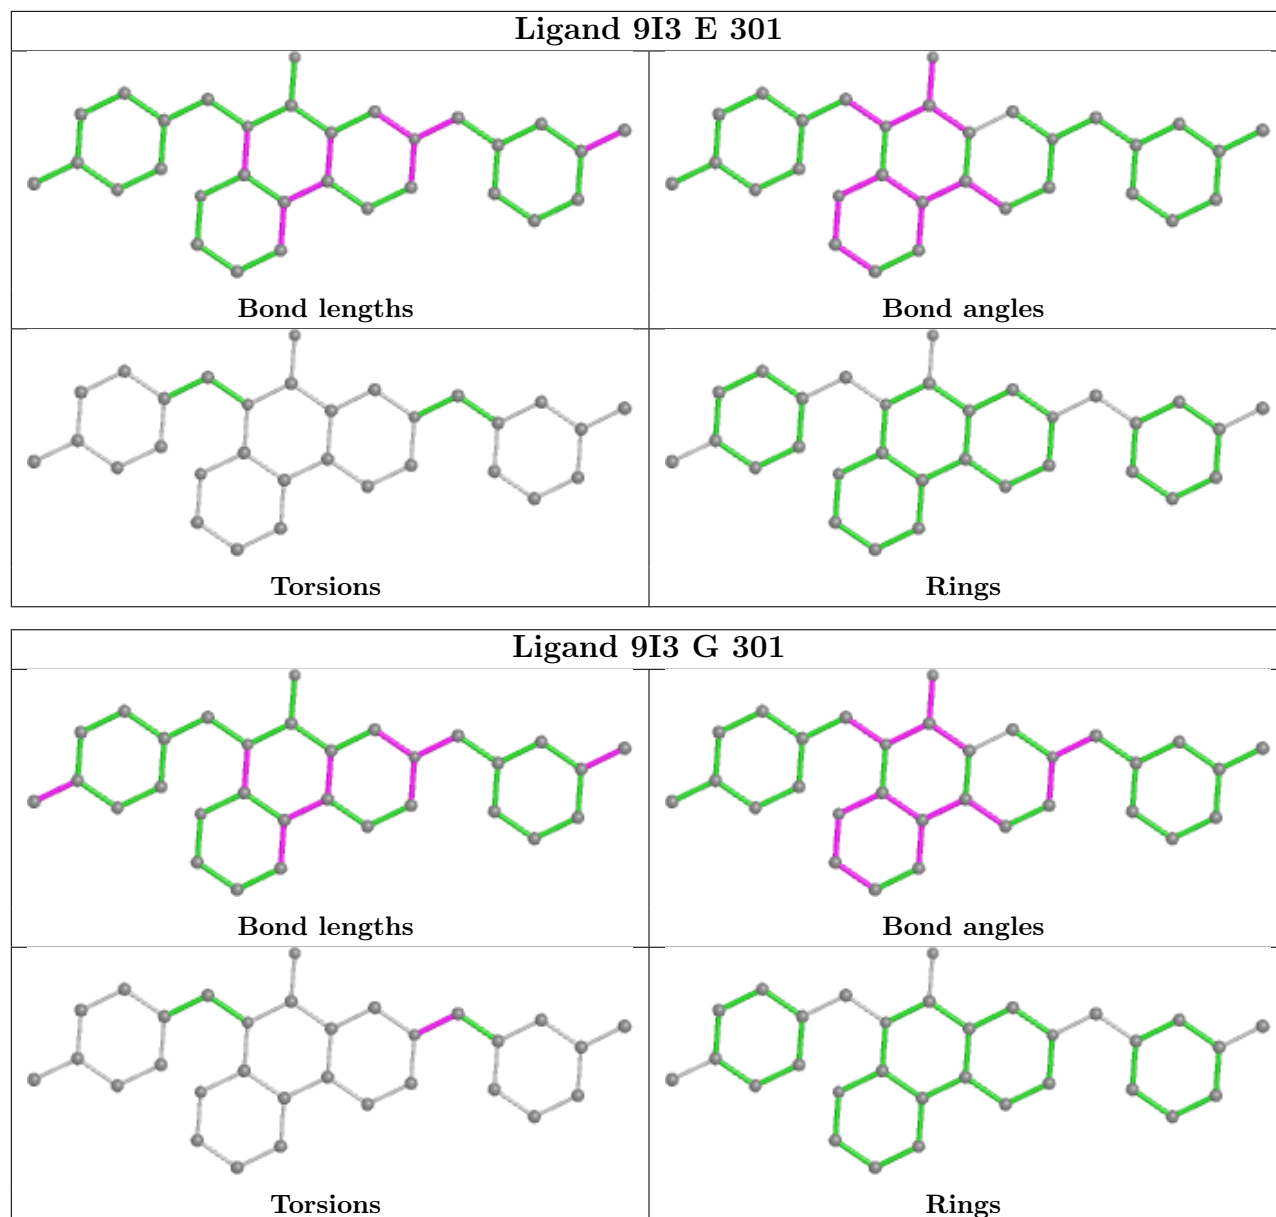 Ligand 9I3 E 301
Bond lengths
Bond angles
Torsions
Rings
Ligand 9I3 G 301
Bond lengths
Bond angles
Torsions
Rings